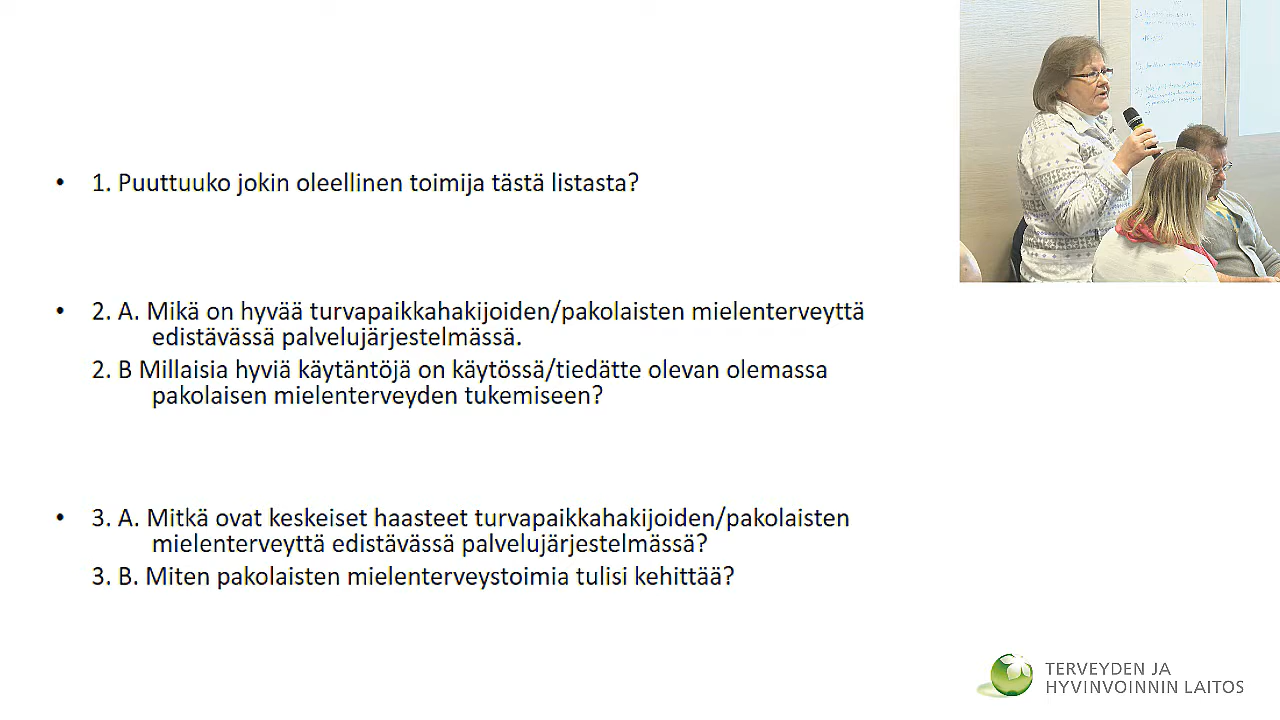 • 1. Puuttuuko jokin oleellinen toimija tästä listasta?
• 2. A. Mikä on hyvää turvapaikkahakijoiden/pakolaisten mielenterveyttä
edistävässä palvelujärjestelmässä.
2. B Millaisia hyviä käytäntöjä on käytössä/tiedätte olevan olemassa
pakolaisen mielenterveyden tukemiseen?
• 3. A. Mitkä ovat keskeiset haasteet turvapaikkahakijoiden/pakolaisten
mielenterveyttä edistävässä palvelujärjestelmässä?
3. B. Miten pakolaisten mielenterveystoimia tulisi kehittää?
TERVEYDEN JA
HYVINVOINNIN LAITOS